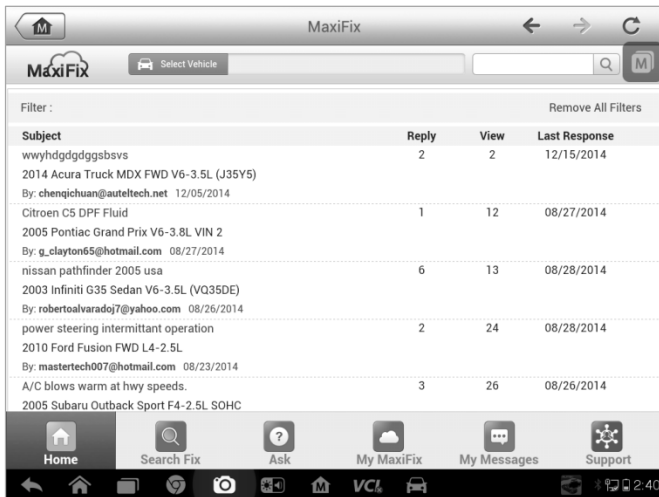 MaxiFix
MaxiFix
Select Vehicle
M
Filter :
Remove All Filters
Subject Reply View Last Response
wwyhdgdgdggsbsvs 2 2 12/15/2014
2014 Acura Truck MDX FWD V6-3.5L (J35Y5)
By: chenqichuan@auteltech.net 12/05/2014
Citroen C5 DPF Fluid 1 12 08/27/2014
2005 Pontiac Grand Prix V6-3.8L VIN 2
By: g_clayton65@hotmail.com 08/27/2014
nissan pathfinder 2005 usa 6 13 08/28/2014
2003 Infiniti G35 Sedan V6-3.5L (VQ35DE)
By: robertoalvaradoj7@yahoo.com 08/26/2014
power steering intermittant operation 2 24 08/28/2014
2010 Ford Fusion FWD L4-2.5L
By: mastertech007@hotmail.com 08/23/2014
A/C blows warm at hwy speeds. 3 26 08/26/2014
2005 Subaru Outback Sport F4-2.5L SOHC
Home Search Fix Ask My MaxiFix My Messages Support
VCI 2:40